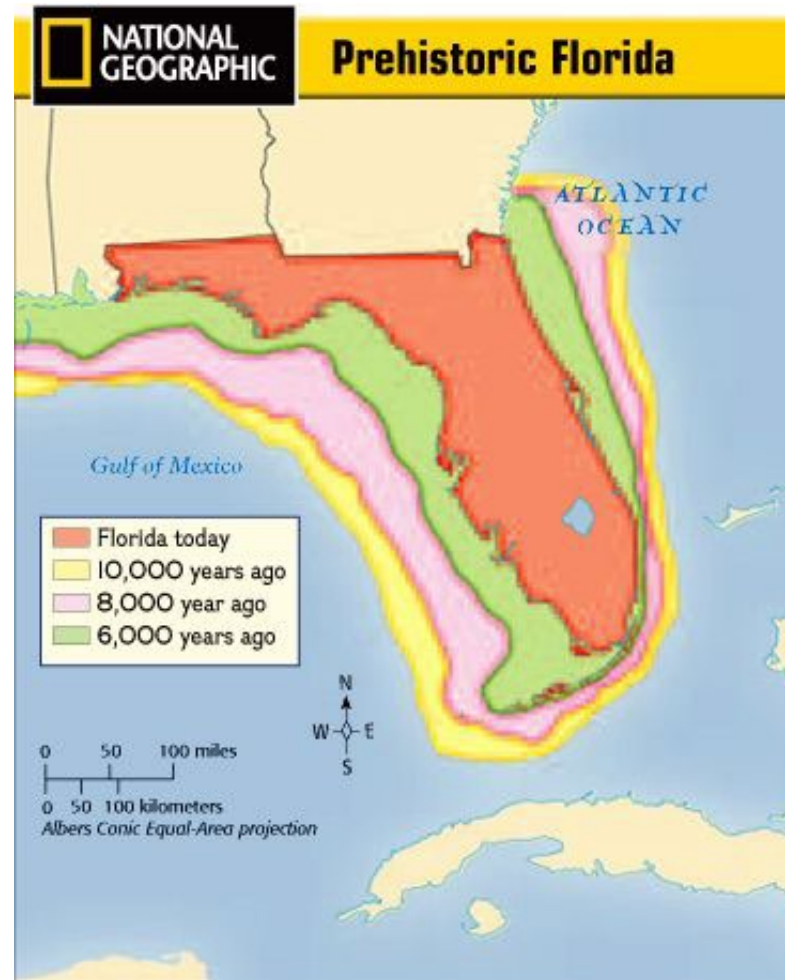 NATIONAL
GEOGRAPHIC
Prehistoric Florida
ATLANTIC
OCEAN
Gulf of Mexico
Florida today
10,000 years ago
8,000 year ago
6,000 years ago
N
W E
S
0 50 100 miles
0 50 100 kilometers
Albers Conic Equal-Area projection